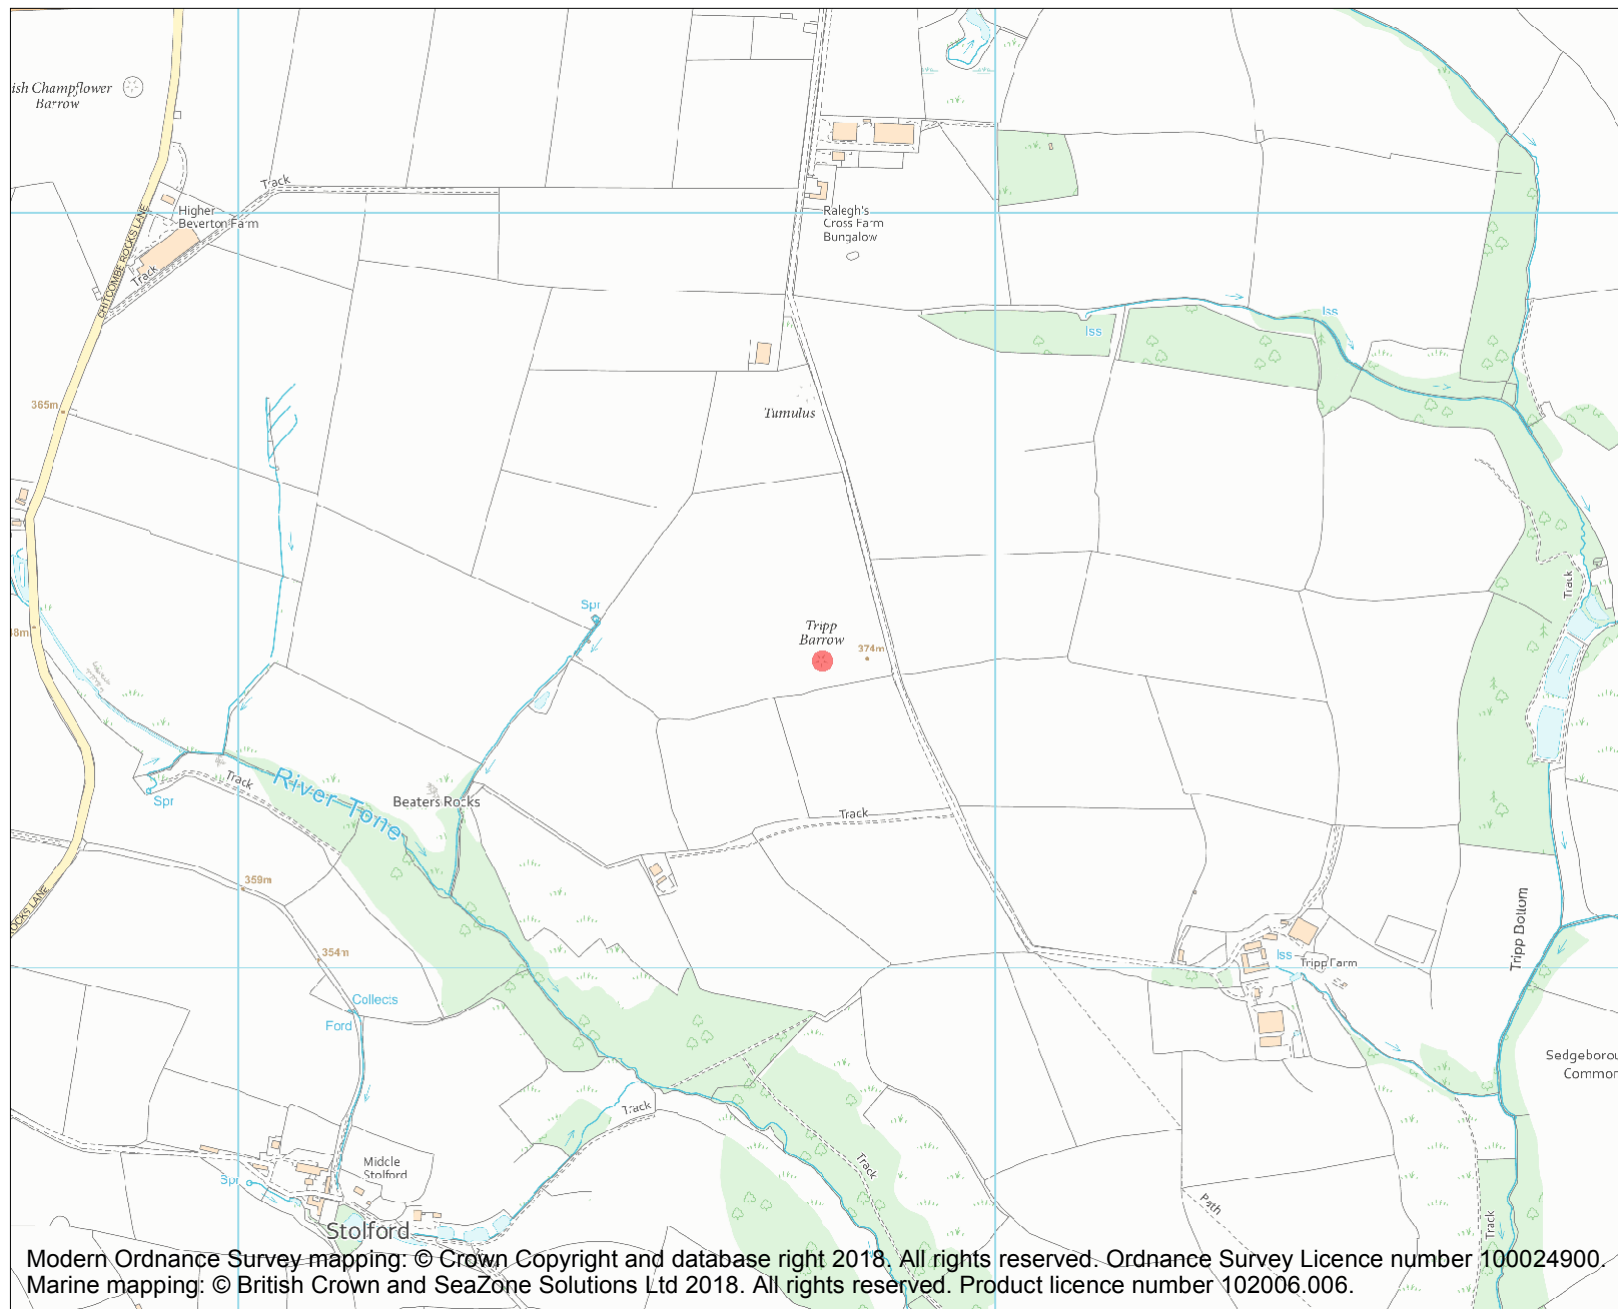 ish Champflower
Barrow
Track
Higher
Beverton Farm
CHITCOMBE ROCKS LANE
Track
Ralegh's
Cross Farm
Bungalow
Iss
Iss
365m
Tumulus
Track
Spr
Tripp
Barrow
374m
38m
Track
River Tone
Spr
Beaters Rocks
Track
OCKS LANE
359m
354m
Tripp Bottom
Iss
Tripp Farm
Collects
Ford
Sedgeborou
Common
Track
Middle
Stolford
Spr
Track
Path
Track
Stolford
Modern Ordnance Survey mapping: © Crown Copyright and database right 2018. All rights reserved. Ordnance Survey Licence number 100024900.
Marine mapping: © British Crown and SeaZone Solutions Ltd 2018. All rights reserved. Product licence number 102006.006.